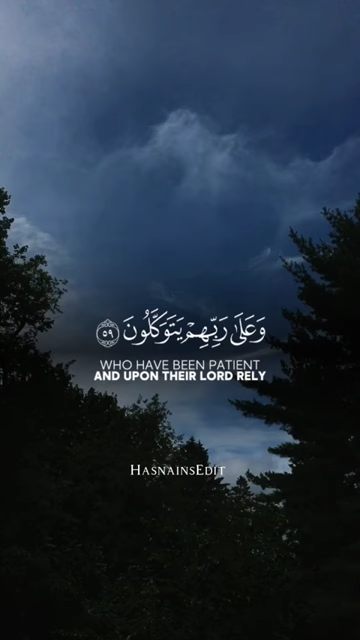 وَعَلَىٰ رَبِّهِمْ يَتَوَكَّلُونَ ٥٩
WHO HAVE BEEN PATIENT
AND UPON THEIR LORD RELY
HASNAINSEDIT